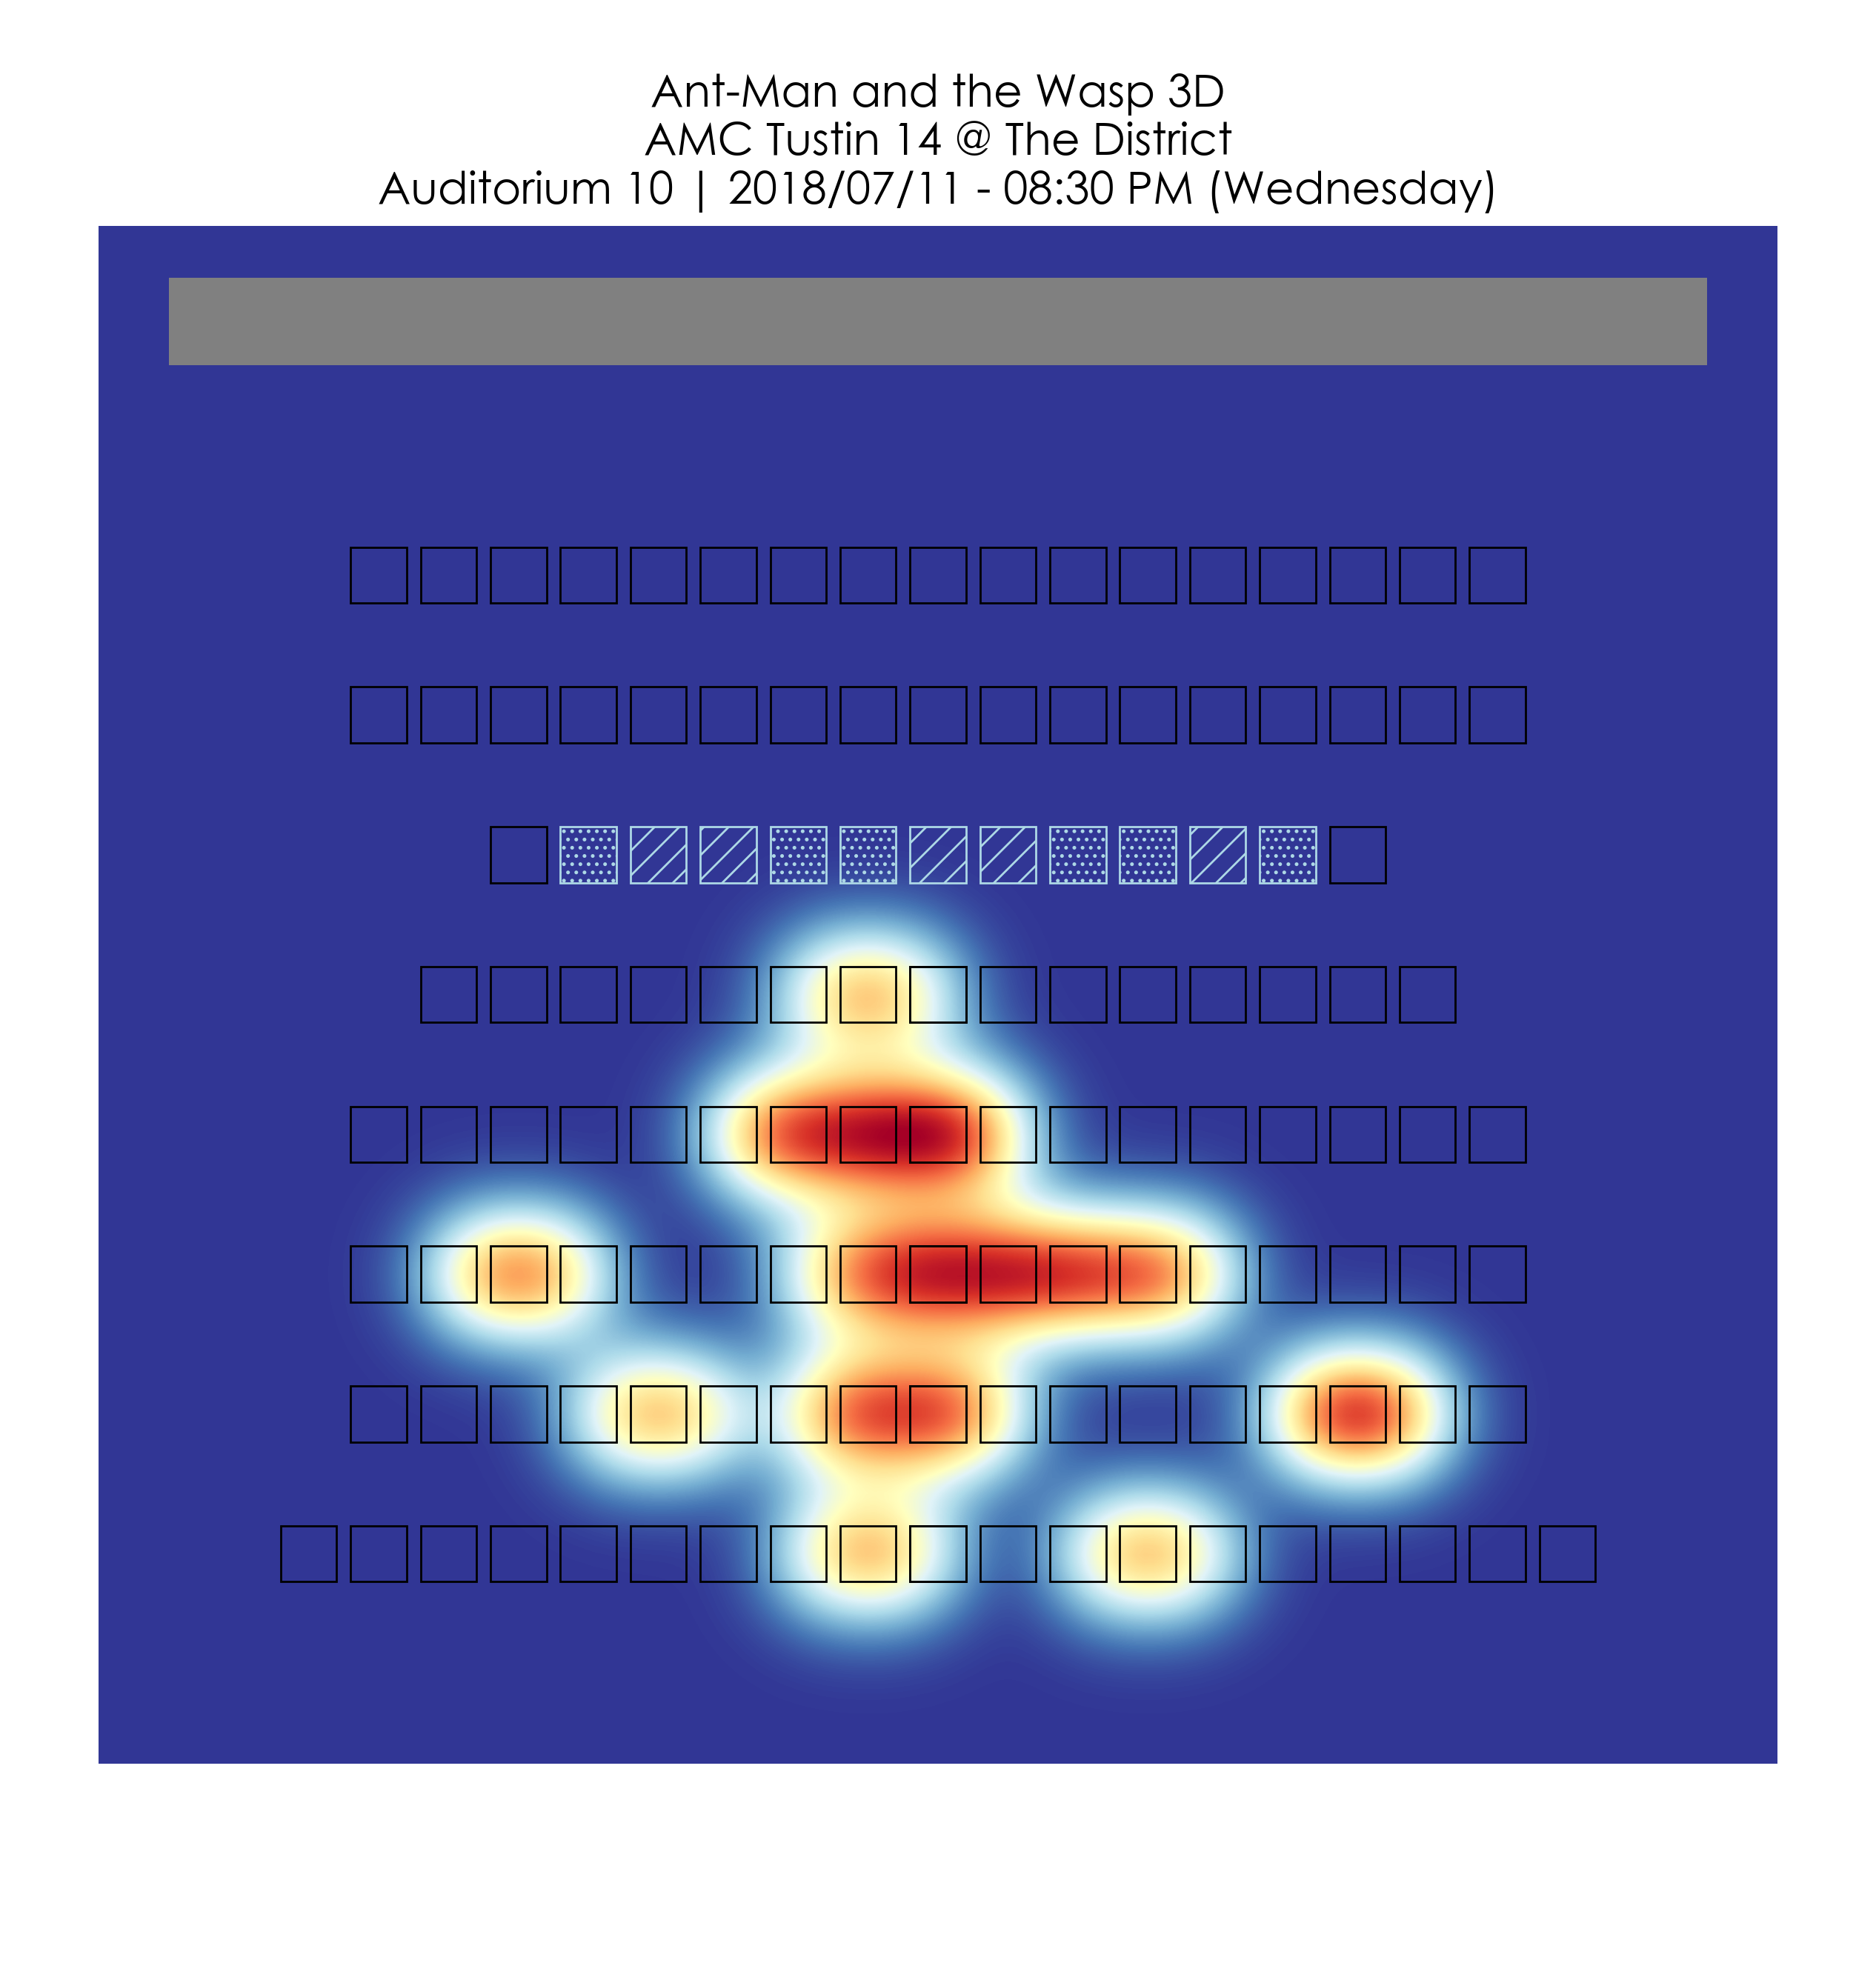 Ant-Man and the Wasp 3D
AMC Tustin 14 @ The District
Auditorium 10 | 2018/07/11 - 08:30 PM (Wednesday)